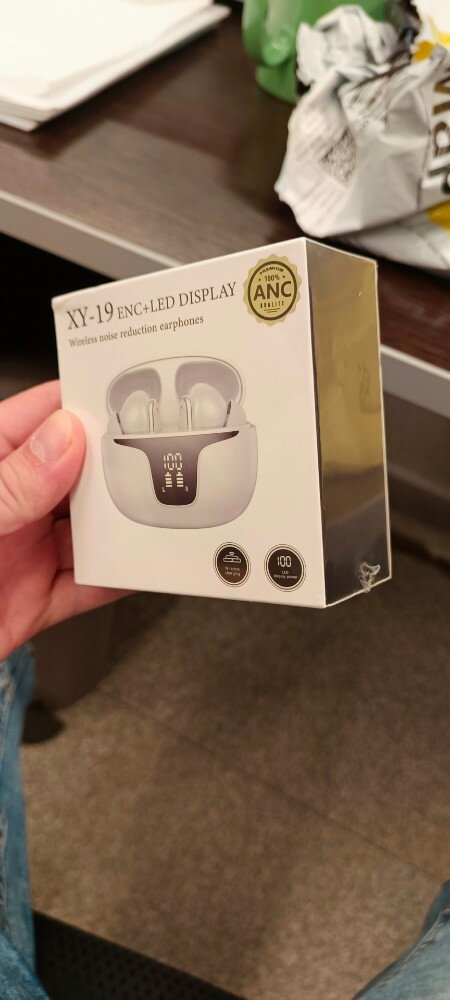 XY-19 ENC+LED DISPLAY
Wireless noise reduction earphones
PREMIUM
100%
ANC
QUALITY
100
L R
100
LED